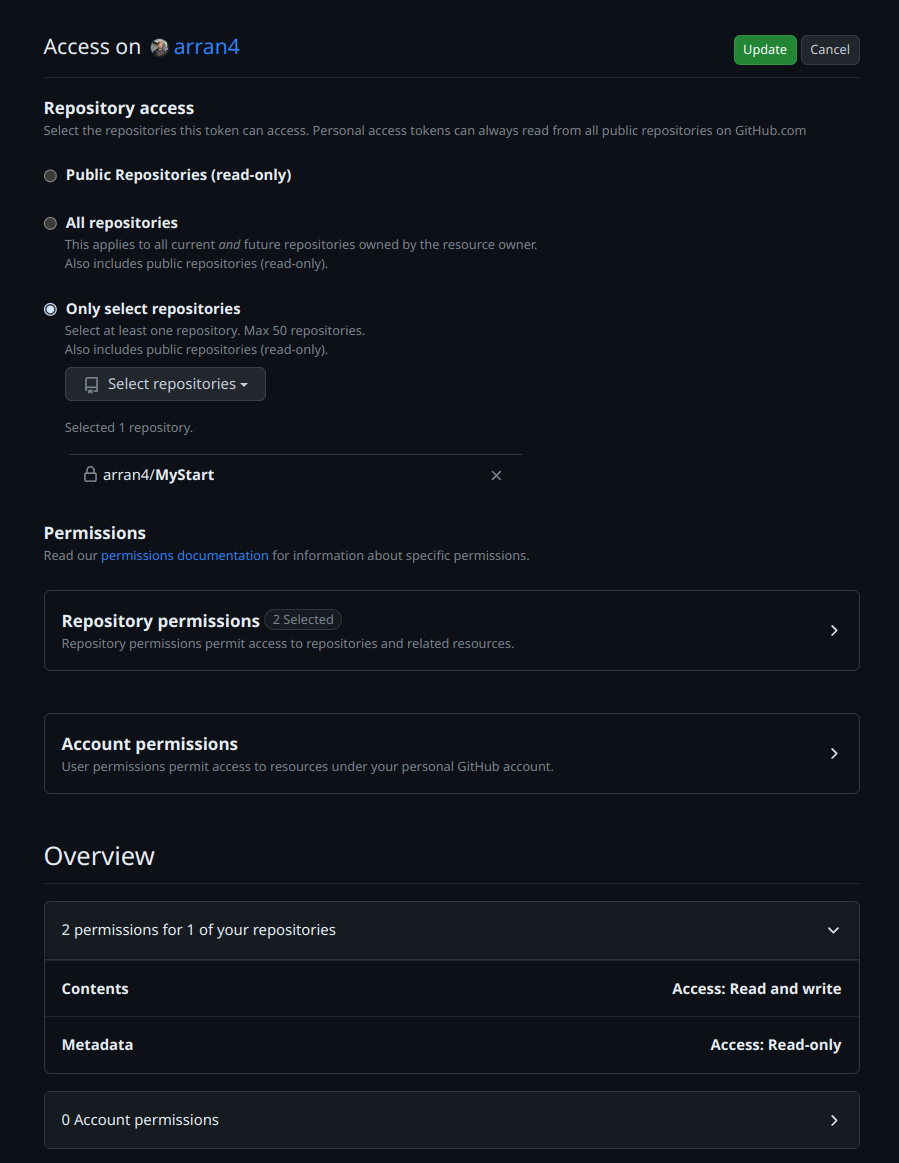 Access on arran4
Update Cancel
Repository access
Select the repositories this token can access. Personal access tokens can always read from all public repositories on GitHub.com
Public Repositories (read-only)
All repositories
This applies to all current and future repositories owned by the resource owner.
Also includes public repositories (read-only).
Only select repositories
Select at least one repository. Max 50 repositories.
Also includes public repositories (read-only).
Select repositories
Selected 1 repository.
arran4/MyStart
Permissions
Read our permissions documentation for information about specific permissions.
Repository permissions 2 Selected
Repository permissions permit access to repositories and related resources.
Account permissions
User permissions permit access to resources under your personal GitHub account.
Overview
2 permissions for 1 of your repositories
Contents Access: Read and write
Metadata Access: Read-only
0 Account permissions